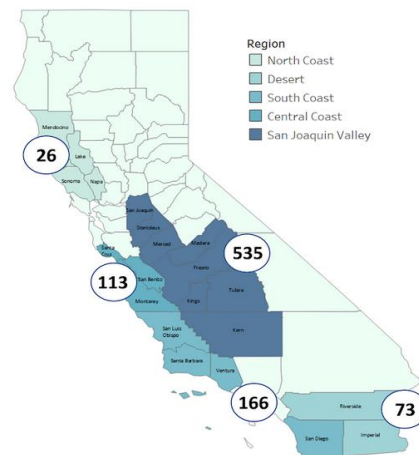 Region
North Coast
Desert
South Coast
Central Coast
San Joaquin Valley
Mendocino
Lake
26
Sonoma
Napa
San Joaquin
Stanislaus
Merced
Madera
Santa
Cruz
535
Fresno
113
San Benito
Tulare
Monterey
Kings
San Luis
Obispo
Kern
Santa Barbara
Ventura
166
Riverside
73
San Diego
Imperial